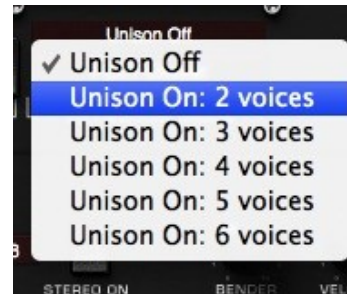 Unison Off
✓ Unison Off
Unison On: 2 voices
Unison On: 3 voices
Unison On: 4 voices
Unison On: 5 voices
Unison On: 6 voices
STEREO ON BENDER VEL